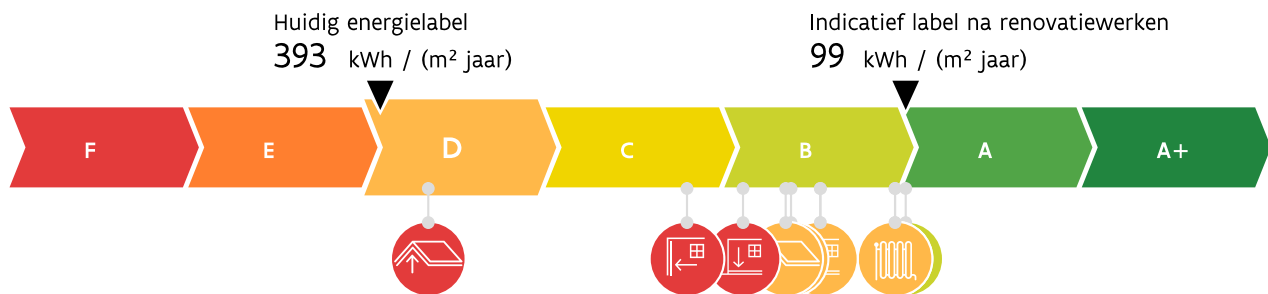 Huidig energielabel
393 kWh / (m² jaar)
Indicatief label na renovatiewerken
99 kWh / (m² jaar)
F E D C B A A+